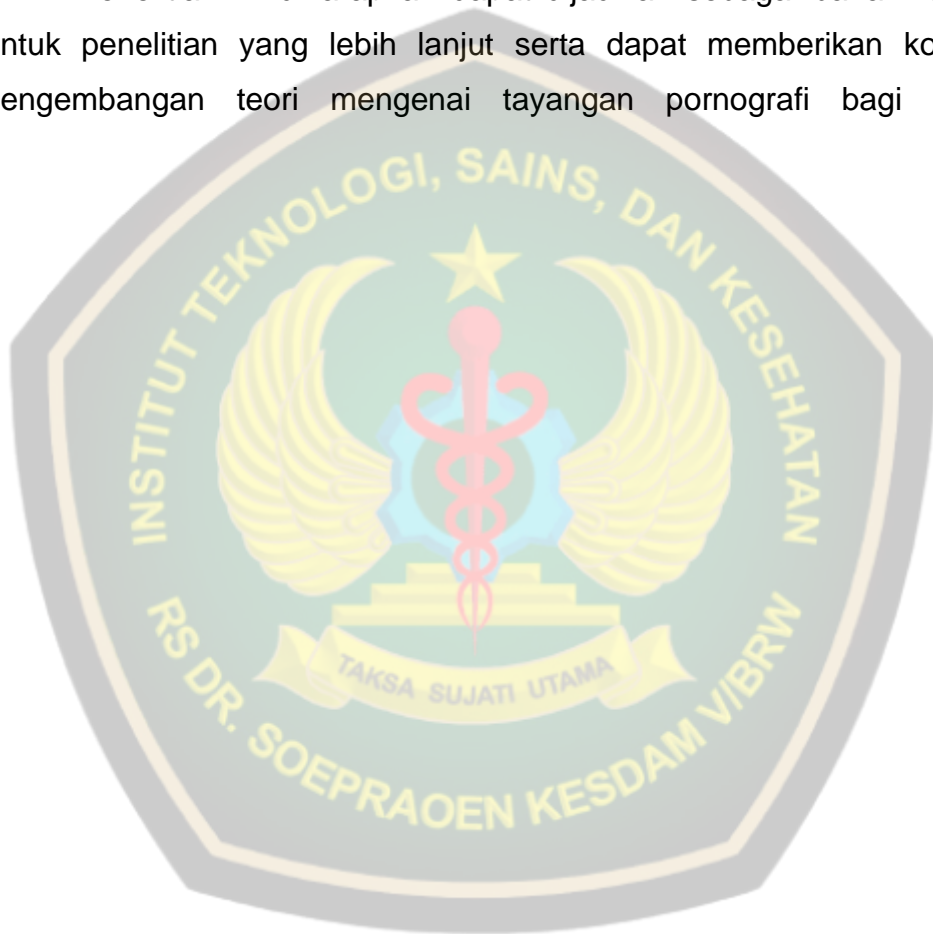 ntuk penelitian yang lebih lanjut serta dapat memberikan ko
engembangan teori mengenai tayangan pornografi bagi
INSTITUT TEKNOLOGI, SAINS, DAN KESEHATAN
TAKSA SUJATI UTAMA
RS DR. SOEPRAOEN KESDAM V/BRW